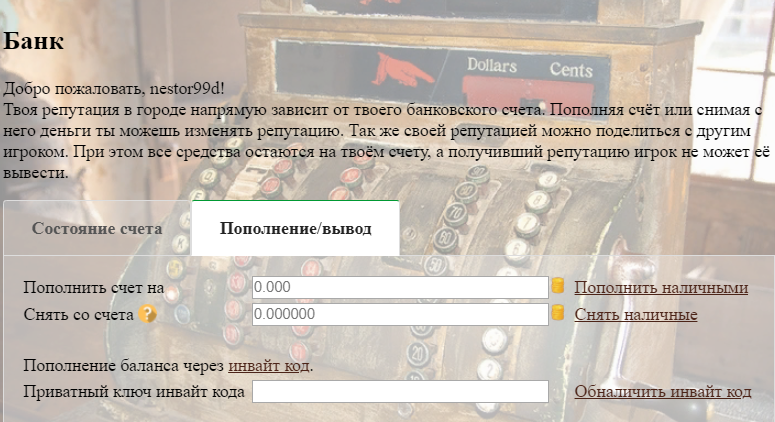 Dollars Cents
Банк
Добро пожаловать, nestor99d!
Твоя репутация в городе напрямую зависит от твоего банковского счета. Пополняя счёт или снимая с
него деньги ты можешь изменять репутацию. Так же своей репутацией можно поделиться с другим
игроком. При этом все средства остаются на твоём счету, а получивший репутацию игрок не может её
вывести.
Состояние счета Пополнение/вывод
Пополнить счет на 0.000 Пополнить наличными
Снять со счета ? 0.000000 Снять наличные
Пополнение баланса через инвайт код.
Приватный ключ инвайт кода Обналичить инвайт код